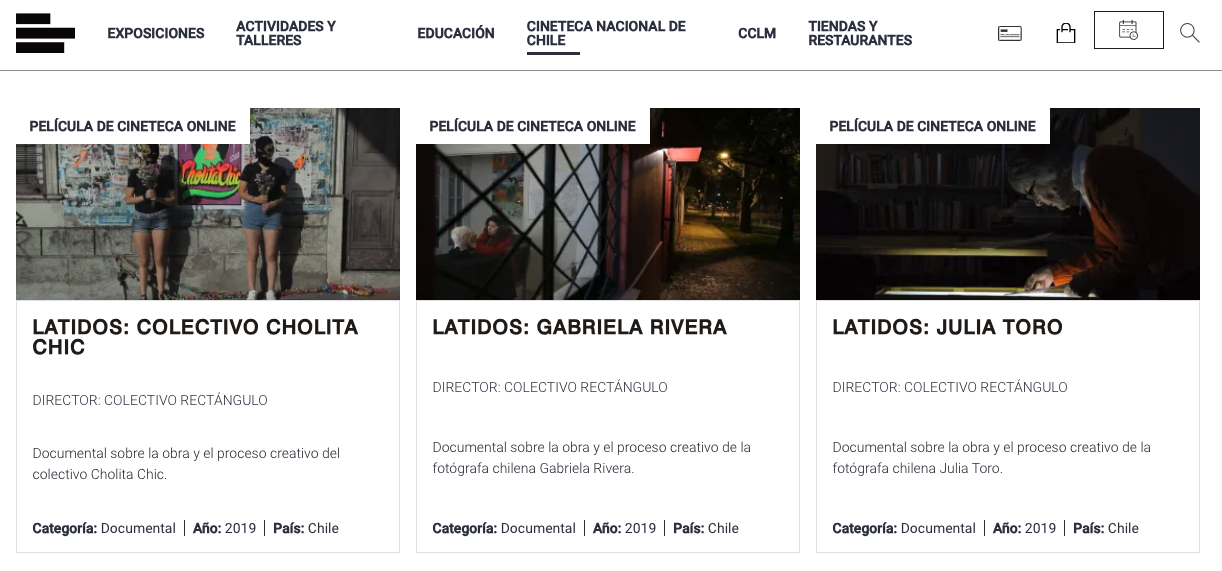 EXPOSICIONES
ACTIVIDADES Y
TALLERES
EDUCACIÓN
CINETECA NACIONAL DE
CHILE
CCLM
TIENDAS Y
RESTAURANTES
PELÍCULA DE CINETECA ONLINE
CholitaChic
LATIDOS: COLECTIVO CHOLITA
CHIC
DIRECTOR: COLECTIVO RECTÁNGULO
Documental sobre la obra y el proceso creativo del
colectivo Cholita Chic.
Categoría: Documental | Año: 2019 | País: Chile
PELÍCULA DE CINETECA ONLINE
LATIDOS: GABRIELA RIVERA
DIRECTOR: COLECTIVO RECTÁNGULO
Documental sobre la obra y el proceso creativo de la
fotógrafa chilena Gabriela Rivera.
Categoría: Documental | Año: 2019 | País: Chile
PELÍCULA DE CINETECA ONLINE
LATIDOS: JULIA TORO
DIRECTOR: COLECTIVO RECTÁNGULO
Documental sobre la obra y el proceso creativo de la
fotógrafa chilena Julia Toro.
Categoría: Documental | Año: 2019 | País: Chile